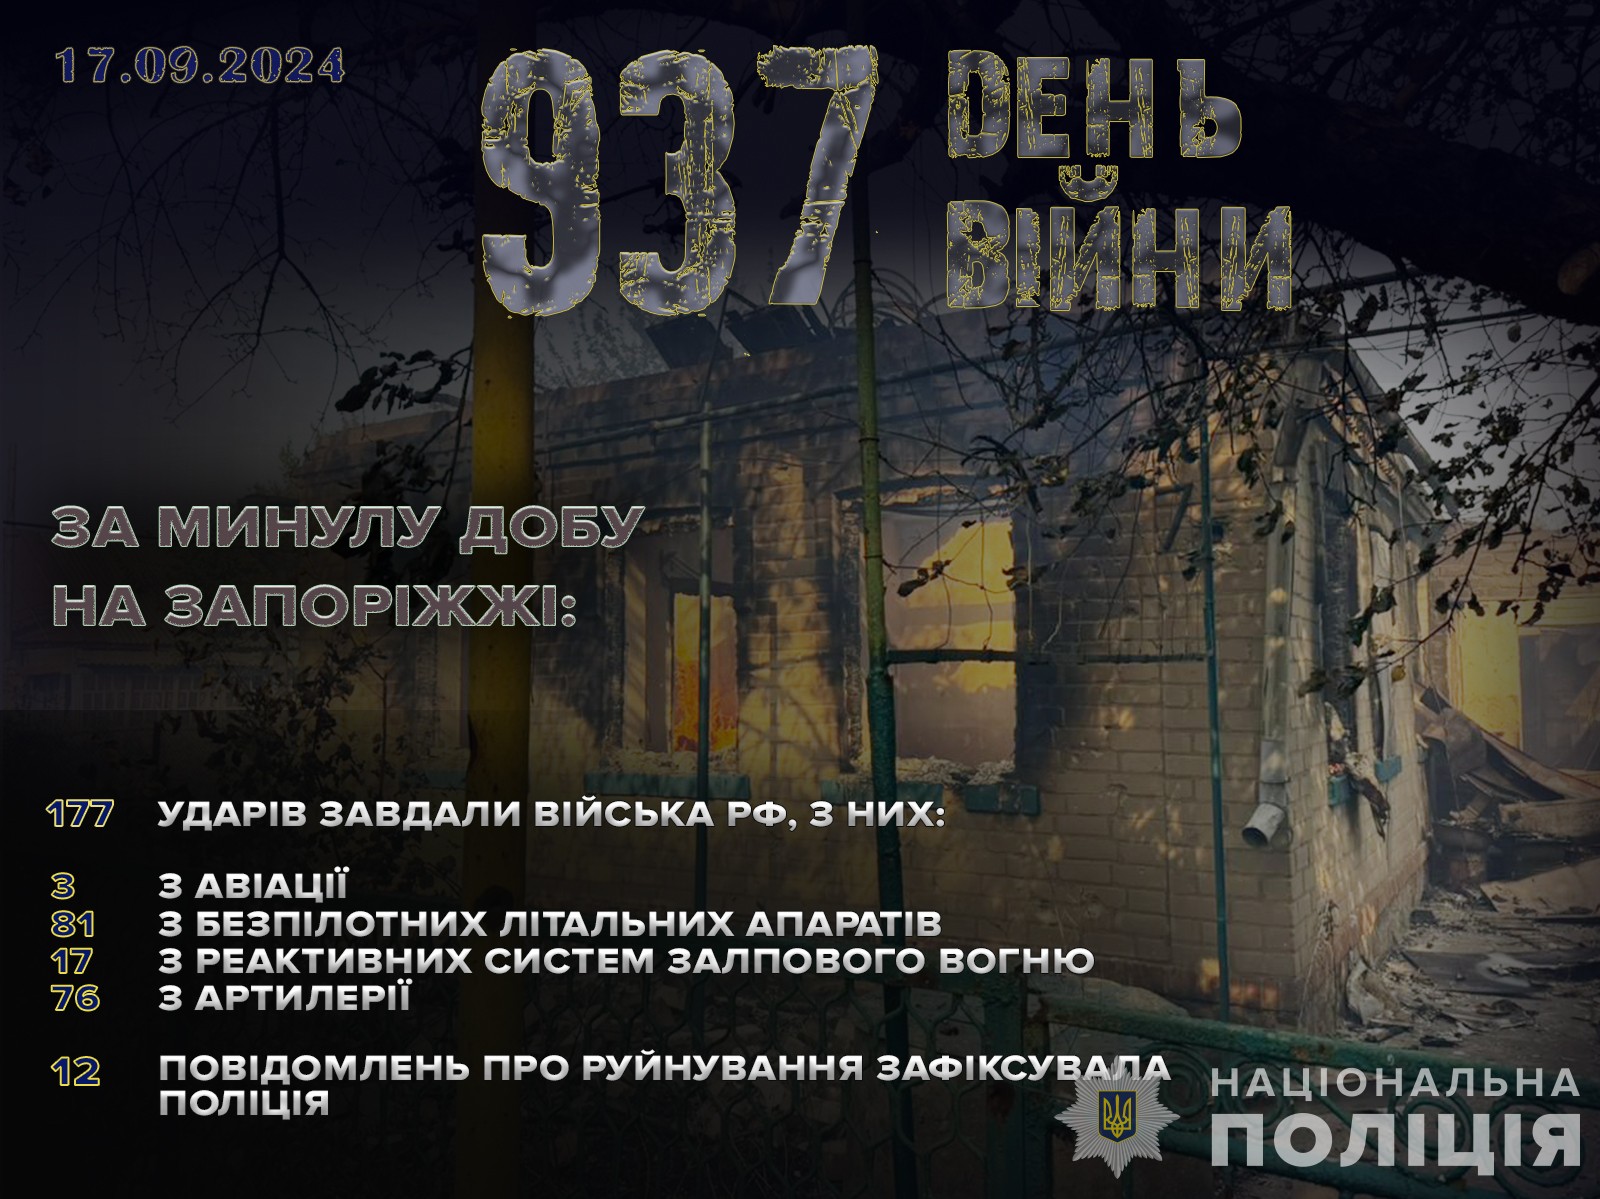 17.09.2024
937 ДЕНЬ
ВІЙНИ
ЗА МИНУЛУ ДОБУ
НА ЗАПОРІЖЖІ:
177 УДАРІВ ЗАВДАЛИ ВІЙСЬКА РФ, З НИХ:
3 З АВІАЦІЇ
81 З БЕЗПІЛОТНИХ ЛІТАЛЬНИХ АПАРАТІВ
17 З РЕАКТИВНИХ СИСТЕМ ЗАЛПОВОГО ВОГНЮ
76 З АРТИЛЕРІЇ
12 ПОВІДОМЛЕНЬ ПРО РУЙНУВАННЯ ЗАФІКСУВАЛА
ПОЛІЦІЯ
НАЦІОНАЛЬНА
ПОЛІЦІЯ